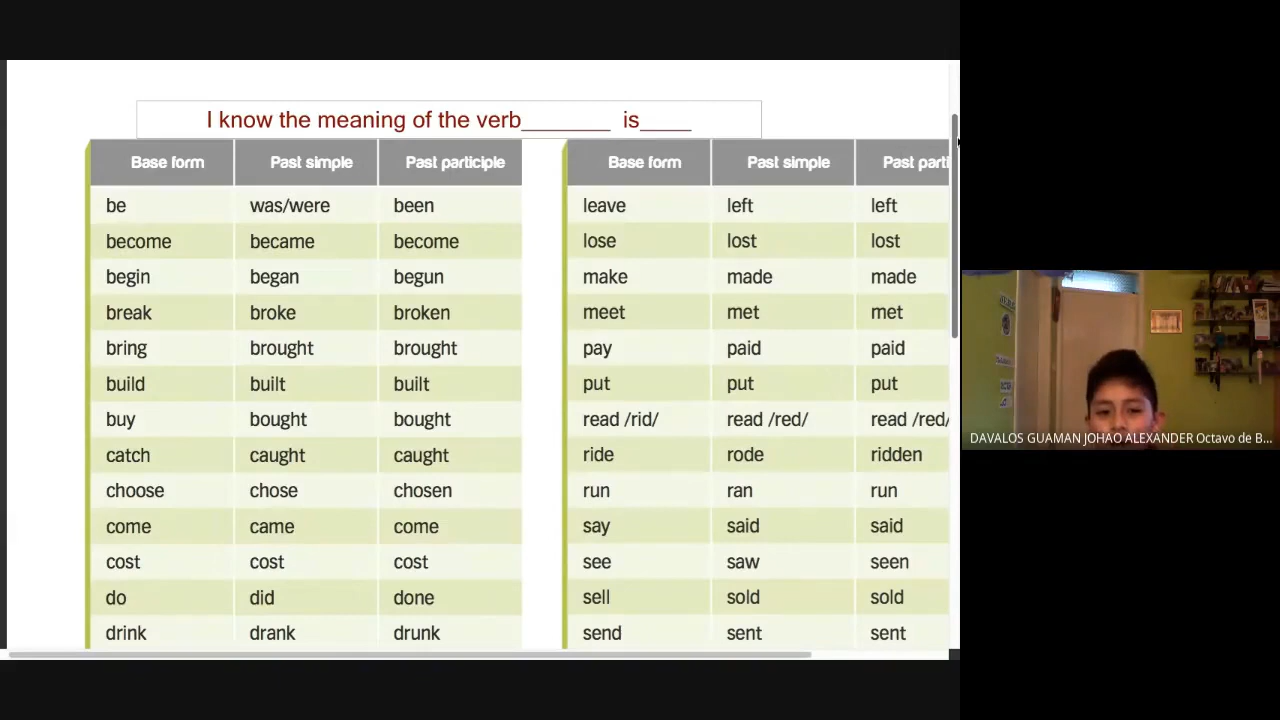 I know the meaning of the verb_______ is____
Base form Past simple Past participle
be was/were been
become became become
begin began begun
break broke broken
bring brought brought
build built built
buy bought bought
catch caught caught
choose chose chosen
come came come
cost cost cost
do did done
drink drank drunk
Base form Past simple Past parti
leave left left
lose lost lost
make made made
meet met met
pay paid paid
put put put
read /rid/ read /red/ read /red/
ride rode ridden
run ran run
say said said
see saw seen
sell sold sold
send sent sent
DAVALOS GUAMAN JOHAO ALEXANDER Octavo de B...